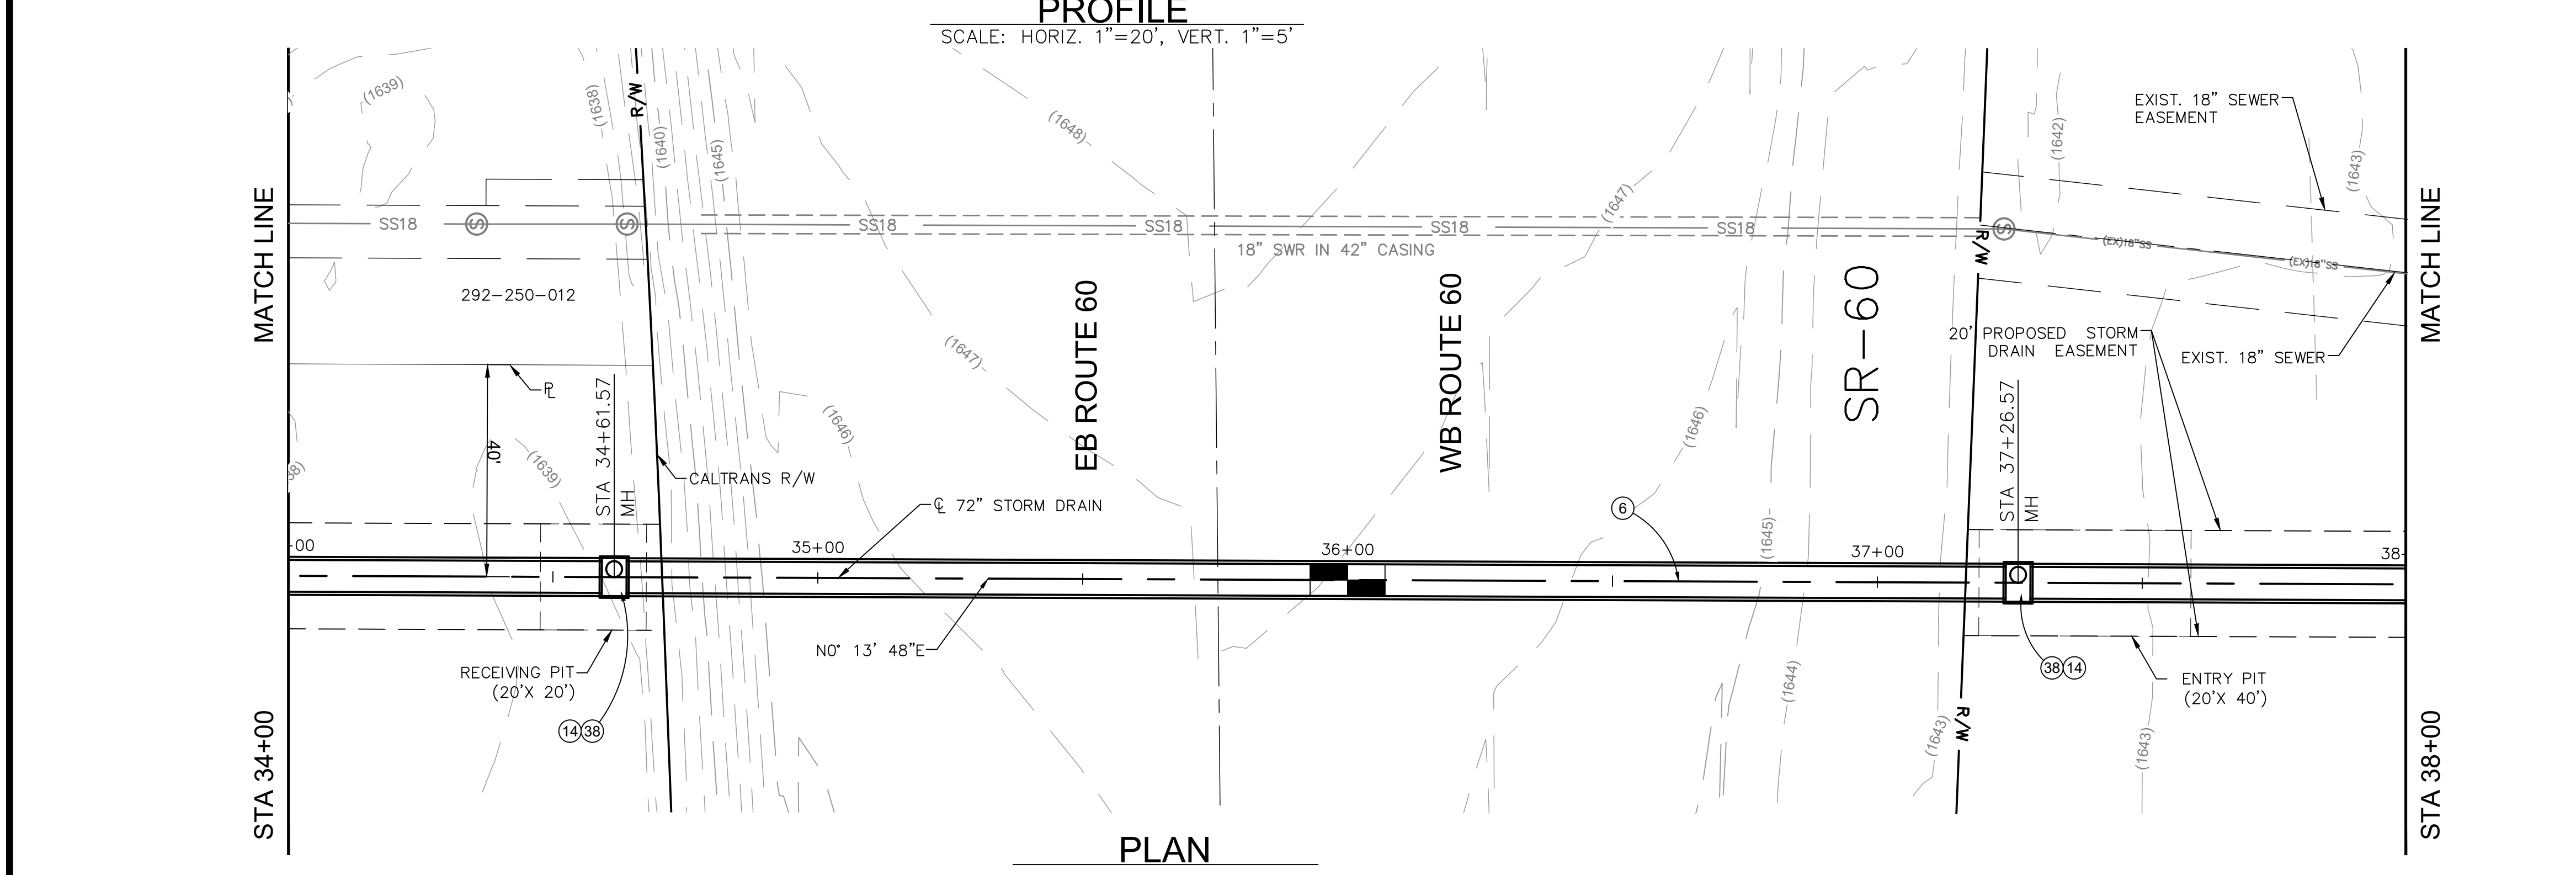 PROFILE
SCALE: HORIZ. 1"=20', VERT. 1"=5'
MATCH LINE
STA 34+00
(1639)
(1638)
R/W
(1640)
(1645)
(1648)
(1647)
(1642)
(1643)
EXIST. 18" SEWER
EASEMENT
SS18
S
S
SS18
SS18
SS18
SS18
S
(EX)18"SS
(EX)18"SS
18" SWR IN 42" CASING
R/W
292-250-012
EB ROUTE 60
WB ROUTE 60
SR-60
20' PROPOSED STORM
DRAIN EASEMENT
EXIST. 18" SEWER
(1647)
PL
40'
STA 34+61.57
MH
(1646)
(1646)
STA 37+26.57
MH
38)
(1639)
CALTRANS R/W
CL 72" STORM DRAIN
6
(1645)
-00
35+00
36+00
37+00
38-
N0° 13' 48"E
RECEIVING PIT
(20'X 20')
14 38
38 14
ENTRY PIT
(20'X 40')
(1644)
(1643)
R/W
(1643)
MATCH LINE
STA 38+00
PLAN